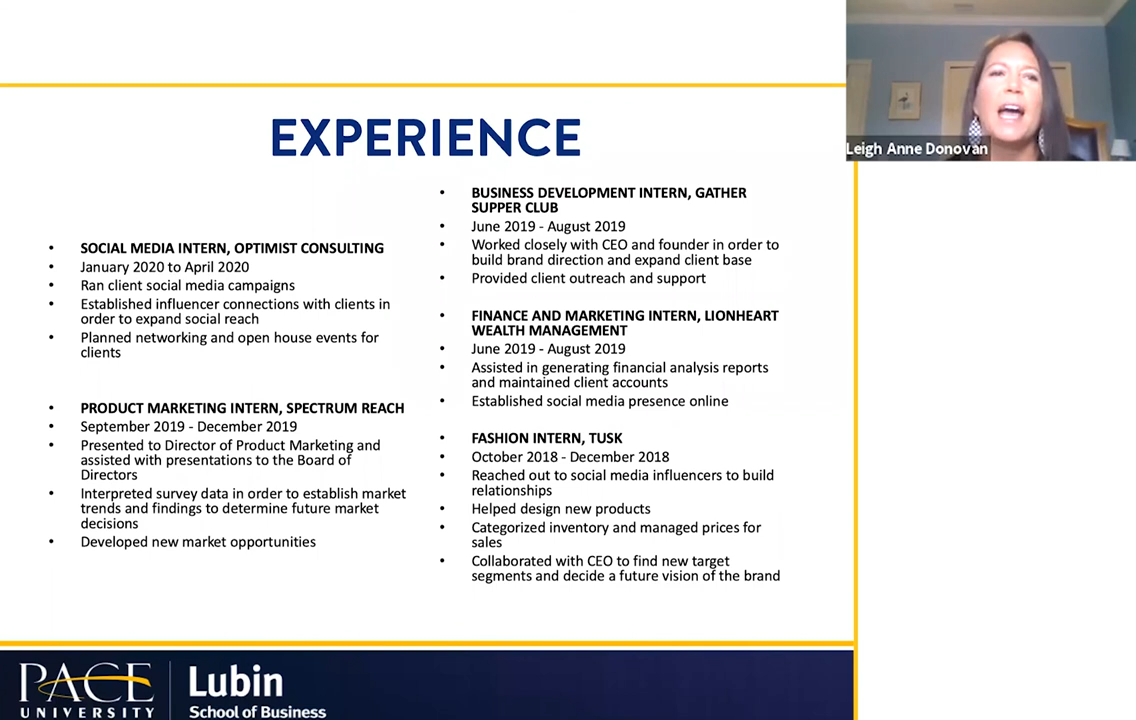 EXPERIENCE
• SOCIAL MEDIA INTERN, OPTIMIST CONSULTING
• January 2020 to April 2020
• Ran client social media campaigns
• Established influencer connections with clients in
order to expand social reach
• Planned networking and open house events for
clients
• PRODUCT MARKETING INTERN, SPECTRUM REACH
• September 2019 - December 2019
• Presented to Director of Product Marketing and
assisted with presentations to the Board of
Directors
• Interpreted survey data in order to establish market
trends and findings to determine future market
decisions
• Developed new market opportunities
• BUSINESS DEVELOPMENT INTERN, GATHER
SUPPER CLUB
• June 2019 - August 2019
• Worked closely with CEO and founder in order to
build brand direction and expand client base
• Provided client outreach and support
• FINANCE AND MARKETING INTERN, LIONHEART
WEALTH MANAGEMENT
• June 2019 - August 2019
• Assisted in generating financial analysis reports
and maintained client accounts
• Established social media presence online
• FASHION INTERN, TUSK
• October 2018 - December 2018
• Reached out to social media influencers to build
relationships
• Helped design new products
• Categorized inventory and managed prices for
sales
• Collaborated with CEO to find new target
segments and decide a future vision of the brand
Leigh Anne Donovan
PACE
UNIVERSITY
Lubin
School of Business